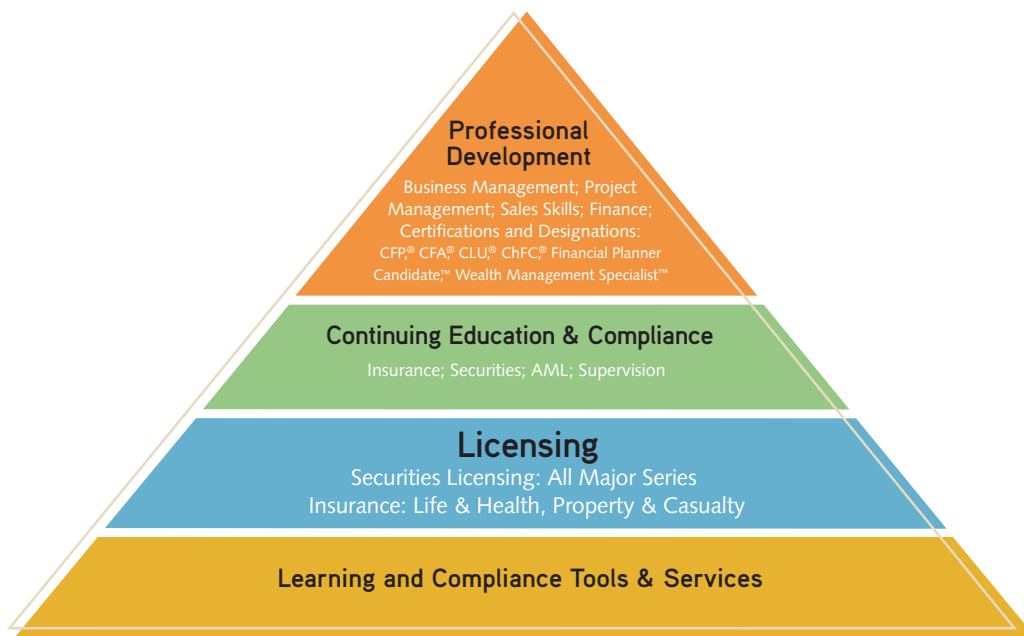 Professional
Development
Business Management; Project
Management; Sales Skills; Finance;
Certifications and Designations:
CFP,® CFA,® CLU,® ChFC,® Financial Planner
Candidate,™ Wealth Management Specialist™
Continuing Education & Compliance
Insurance; Securities; AML; Supervision
Licensing
Securities Licensing: All Major Series
Insurance: Life & Health, Property & Casualty
Learning and Compliance Tools & Services